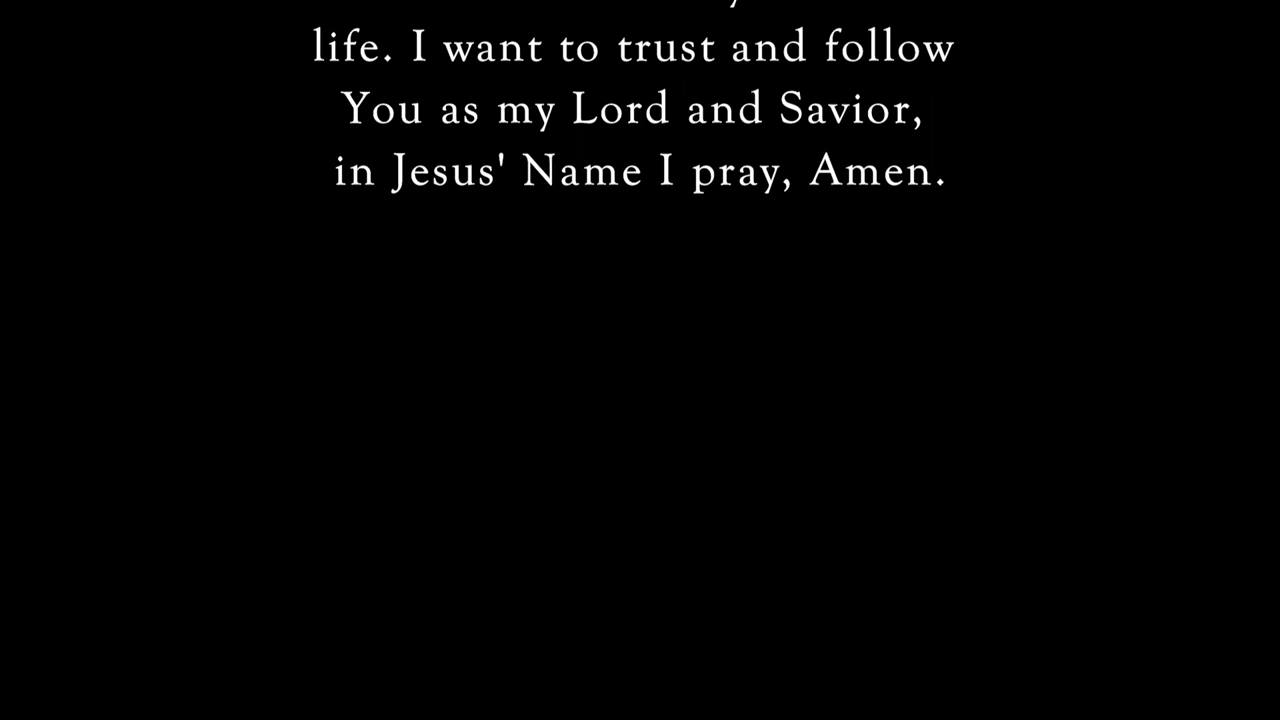 life. I want to trust and follow
You as my Lord and Savior,
in Jesus' Name I pray, Amen.